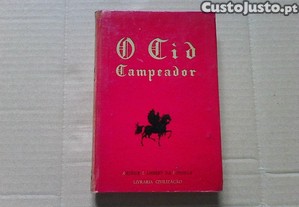 CustoJusto.pt
O Cid
Campeador
LIVRARIA CIVILIZAÇÃO